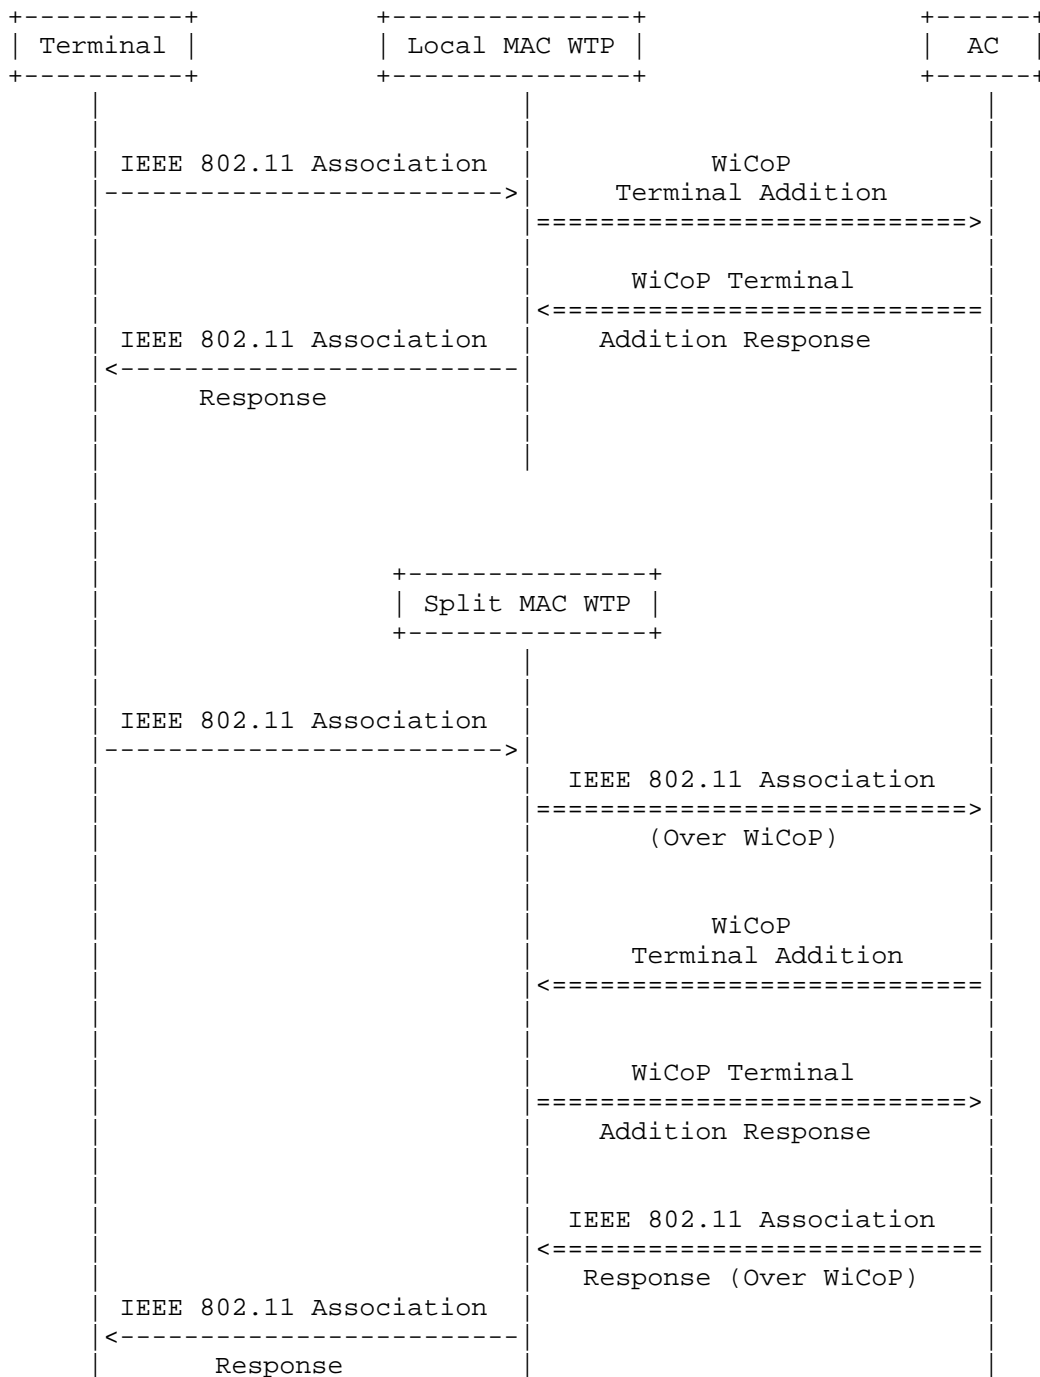 Terminal
Local MAC WTP
AC
IEEE 802.11 Association
WiCoP
Terminal Addition
WiCoP Terminal
IEEE 802.11 Association
Addition Response
Response
Split MAC WTP
IEEE 802.11 Association
IEEE 802.11 Association
(Over WiCoP)
WiCoP
Terminal Addition
WiCoP Terminal
Addition Response
IEEE 802.11 Association
Response (Over WiCoP)
IEEE 802.11 Association
Response